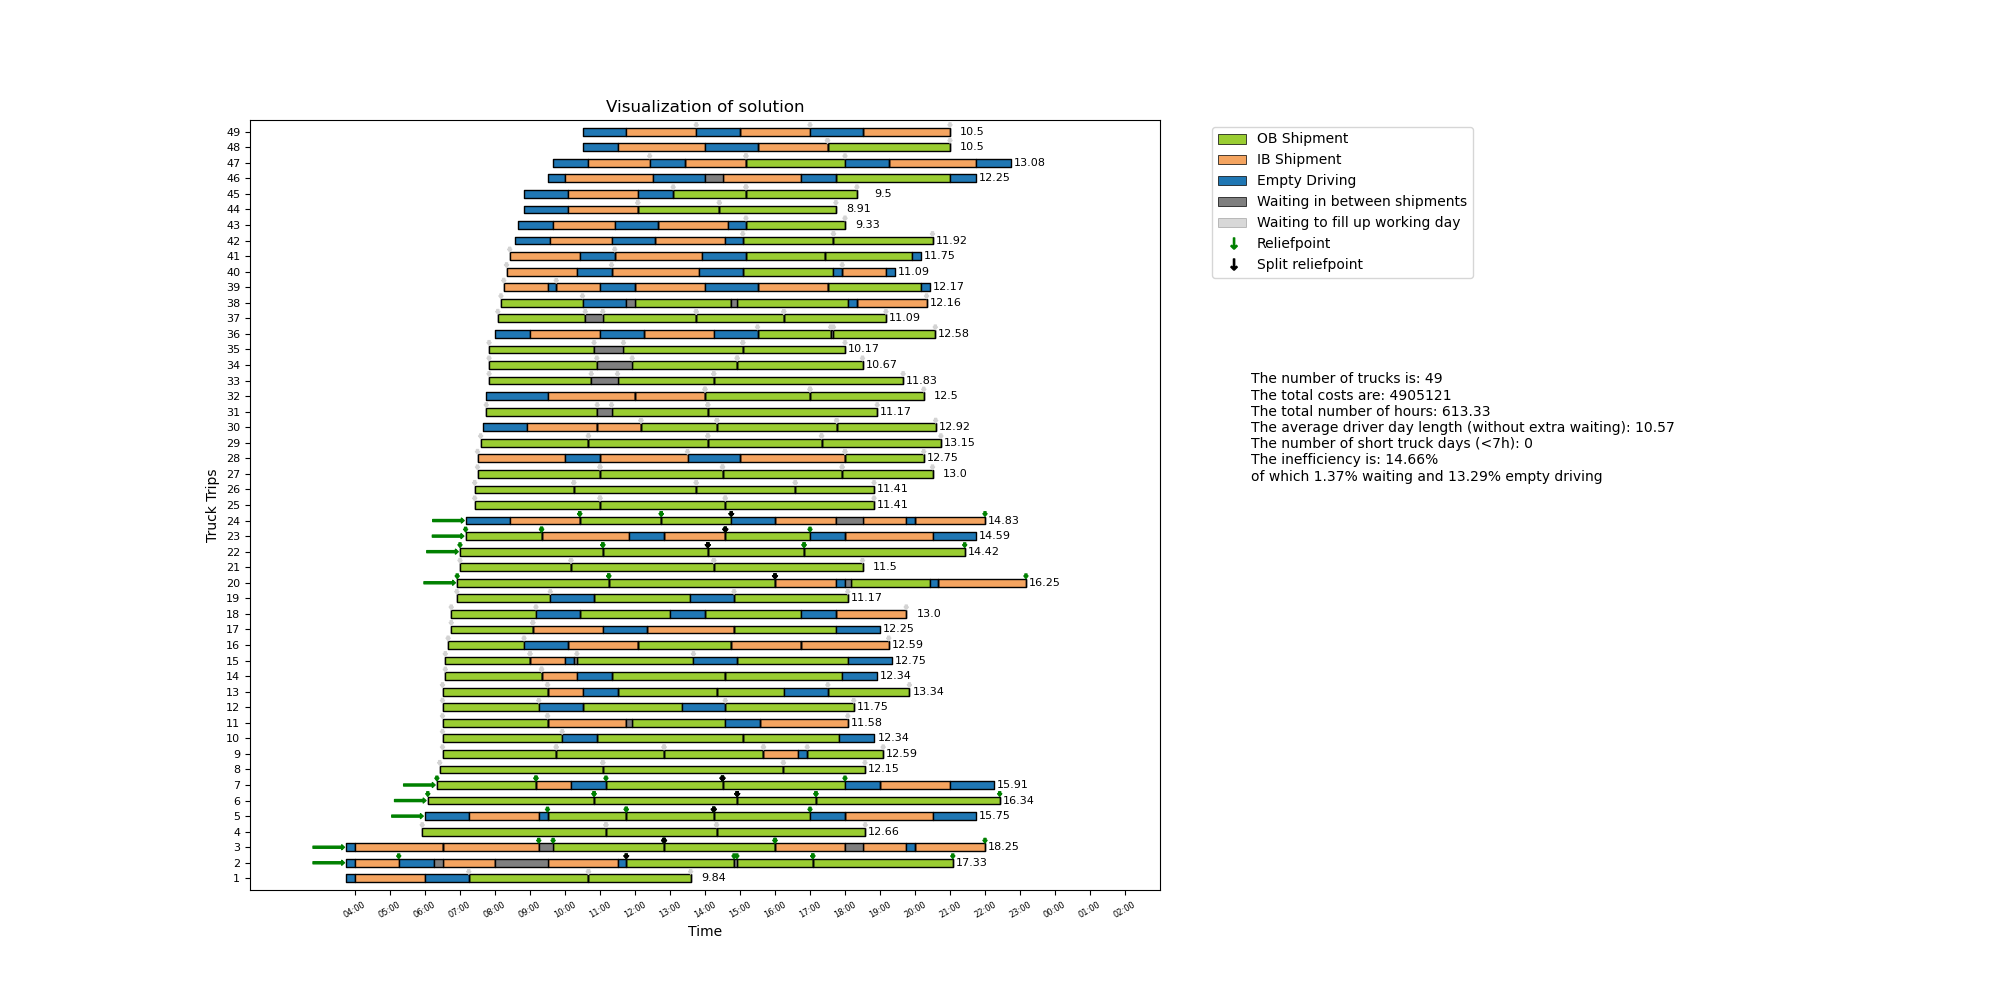 Visualization of solution
Truck Trips
49 10.5
48 10.5
47 13.08
46 12.25
45 9.5
44 8.91
43 9.33
42 11.92
41 11.75
40 11.09
39 12.17
38 12.16
37 11.09
36 12.58
35 10.17
34 10.67
33 11.83
32 12.5
31 11.17
30 12.92
29 13.15
28 12.75
27 13.0
26 11.41
25 11.41
24 14.83
23 14.59
22 14.42
21 11.5
20 16.25
19 11.17
18 13.0
17 12.25
16 12.59
15 12.75
14 12.34
13 13.34
12 11.75
11 11.58
10 12.34
9 12.59
8 12.15
7 15.91
6 16.34
5 15.75
4 12.66
3 18.25
2 17.33
1 9.84
04:00 05:00 06:00 07:00 08:00 09:00 10:00 11:00 12:00 13:00 14:00 15:00 16:00 17:00 18:00 19:00 20:00 21:00 22:00 23:00 00:00 01:00 02:00
Time
OB Shipment
IB Shipment
Empty Driving
Waiting in between shipments
Waiting to fill up working day
Reliefpoint
Split reliefpoint
The number of trucks is: 49
The total costs are: 4905121
The total number of hours: 613.33
The average driver day length (without extra waiting): 10.57
The number of short truck days (<7h): 0
The inefficiency is: 14.66%
of which 1.37% waiting and 13.29% empty driving